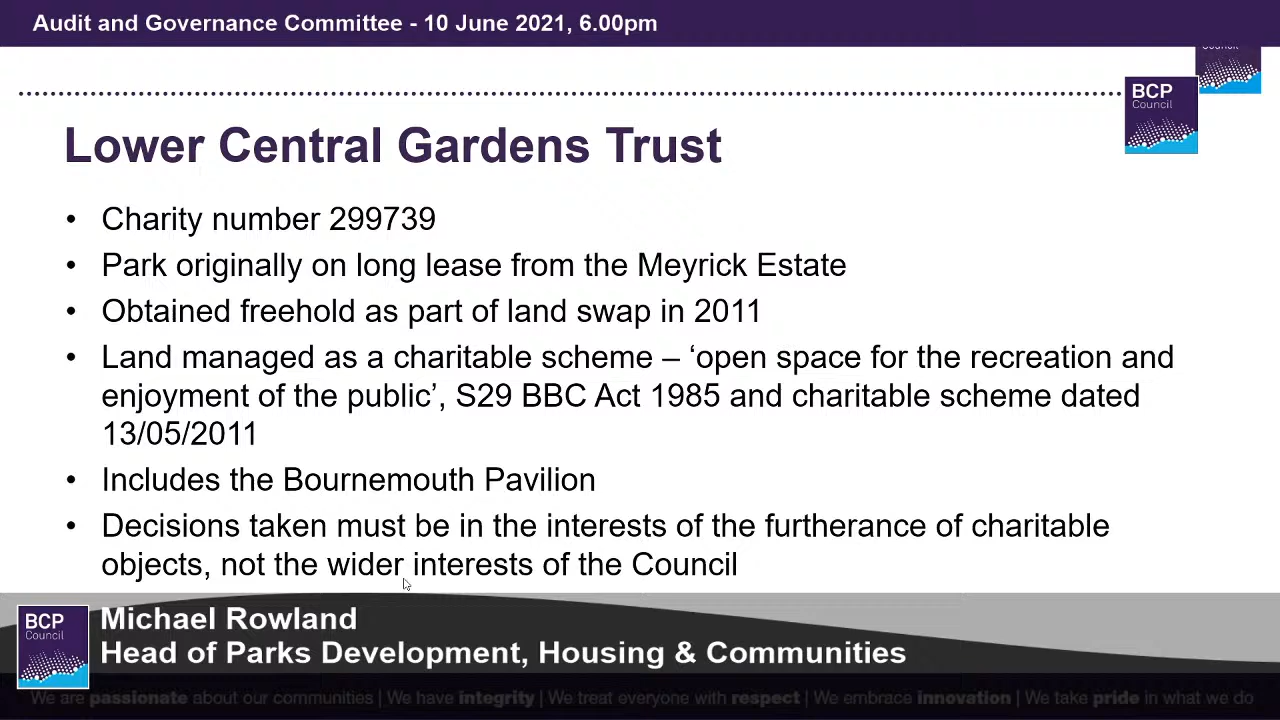 Audit and Governance Committee - 10 June 2021, 6.00pm
Council
BCP
Council
Lower Central Gardens Trust
• Charity number 299739
• Park originally on long lease from the Meyrick Estate
• Obtained freehold as part of land swap in 2011
• Land managed as a charitable scheme – ‘open space for the recreation and
enjoyment of the public’, S29 BBC Act 1985 and charitable scheme dated
13/05/2011
• Includes the Bournemouth Pavilion
• Decisions taken must be in the interests of the furtherance of charitable
objects, not the wider interests of the Council
BCP
Council
Michael Rowland
Head of Parks Development, Housing & Communities
We are passionate about our communities | We have integrity | We treat everyone with respect | We embrace innovation | We take pride in what we do